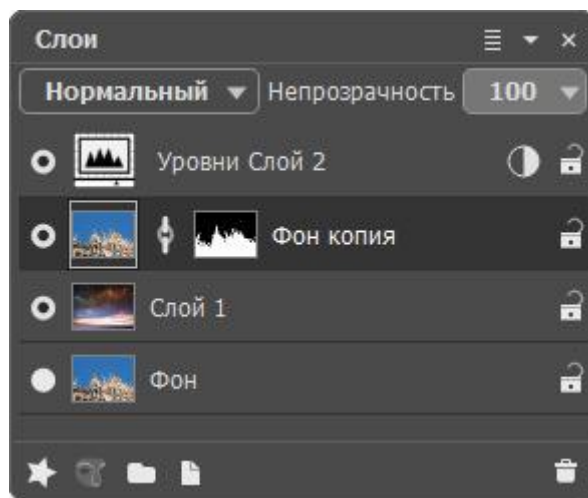 Слои
Нормальный Непрозрачность 100
Уровни Слой 2
Фон копия
Слой 1
Фон